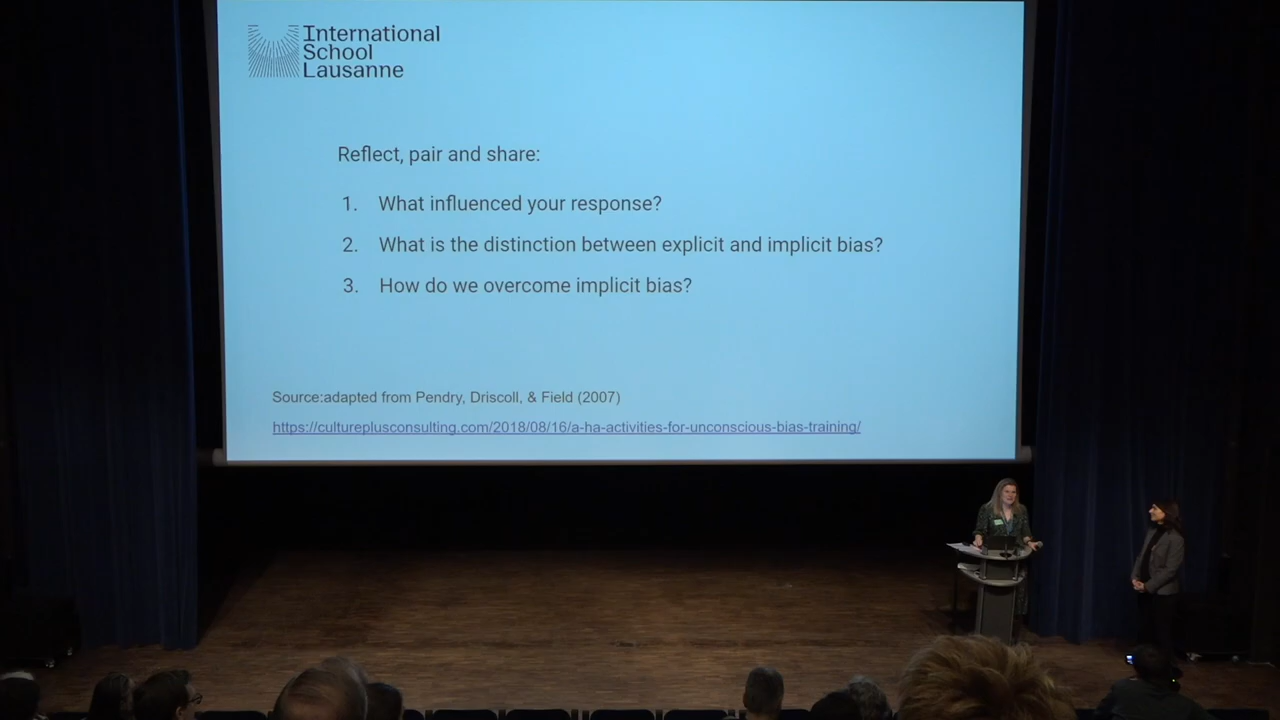 International
School
Lausanne
Reflect, pair and share:
1. What influenced your response?
2. What is the distinction between explicit and implicit bias?
3. How do we overcome implicit bias?
Source:adapted from Pendry, Driscoll, & Field (2007)
https://cultureplusconsulting.com/2018/08/16/a-ha-activities-for-unconscious-bias-training/